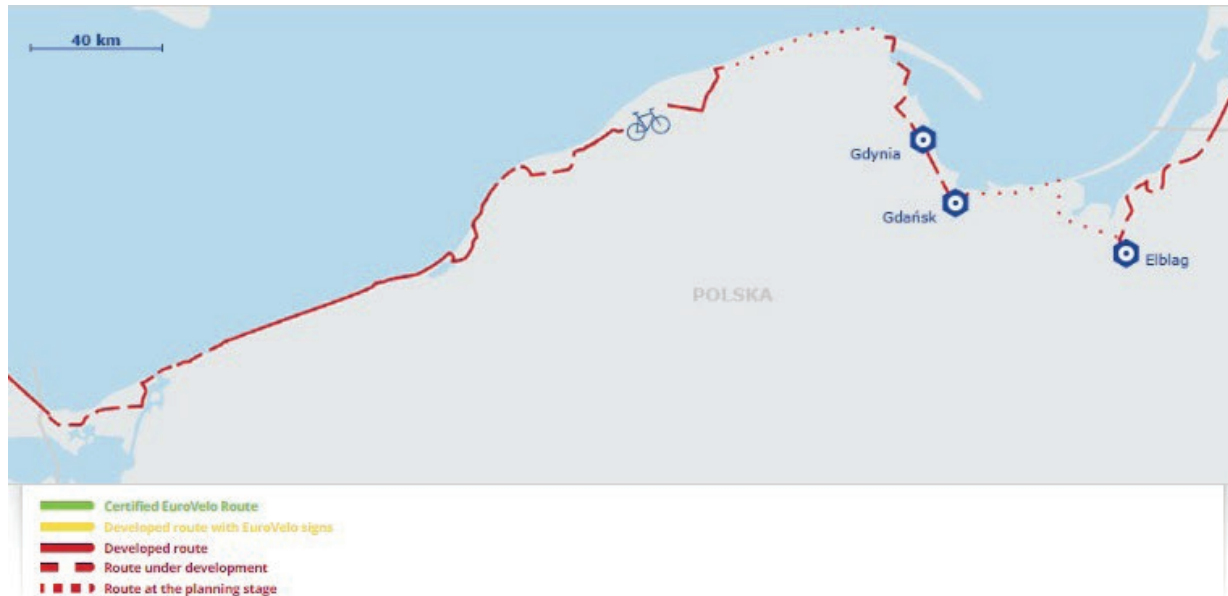 40 km
Gdynia
Gdańsk
Elblag
POLSKA
Certified EuroVelo Route
Developed route with EuroVelo signs
Developed route
Route under development
Route at the planning stage